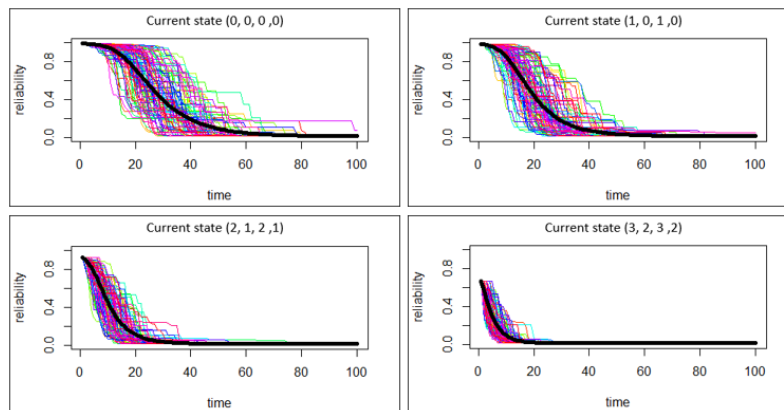 Current state (0, 0, 0 ,0)
reliability
0.0 0.4 0.8
0 20 40 60 80 100
time
Current state (1, 0, 1 ,0)
reliability
0.0 0.4 0.8
0 20 40 60 80 100
time
Current state (2, 1, 2 ,1)
reliability
0.0 0.4 0.8
0 20 40 60 80 100
time
Current state (3, 2, 3 ,2)
reliability
0.0 0.4 0.8
0 20 40 60 80 100
time